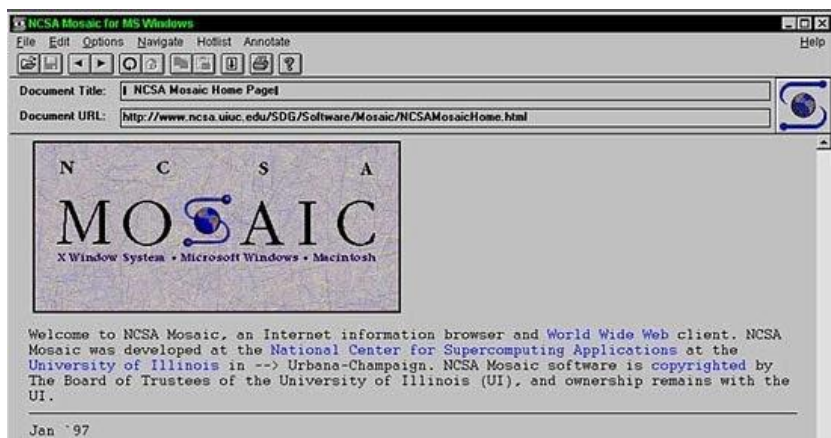 NCSA Mosaic for MS Windows
File Edit Options Navigate Hotlist Annotate Help
Document Title: NCSA Mosaic Home Page
Document URL: http://www.ncsa.uiuc.edu/SDG/Software/Mosaic/NCSAMosaicHome.html
N C S A
MOSAIC
X Window System • Microsoft Windows • Macintosh
Welcome to NCSA Mosaic, an Internet information browser and World Wide Web client. NCSA
Mosaic was developed at the National Center for Supercomputing Applications at the
University of Illinois in --> Urbana-Champaign. NCSA Mosaic software is copyrighted by
The Board of Trustees of the University of Illinois (UI), and ownership remains with the
UI.
Jan `97